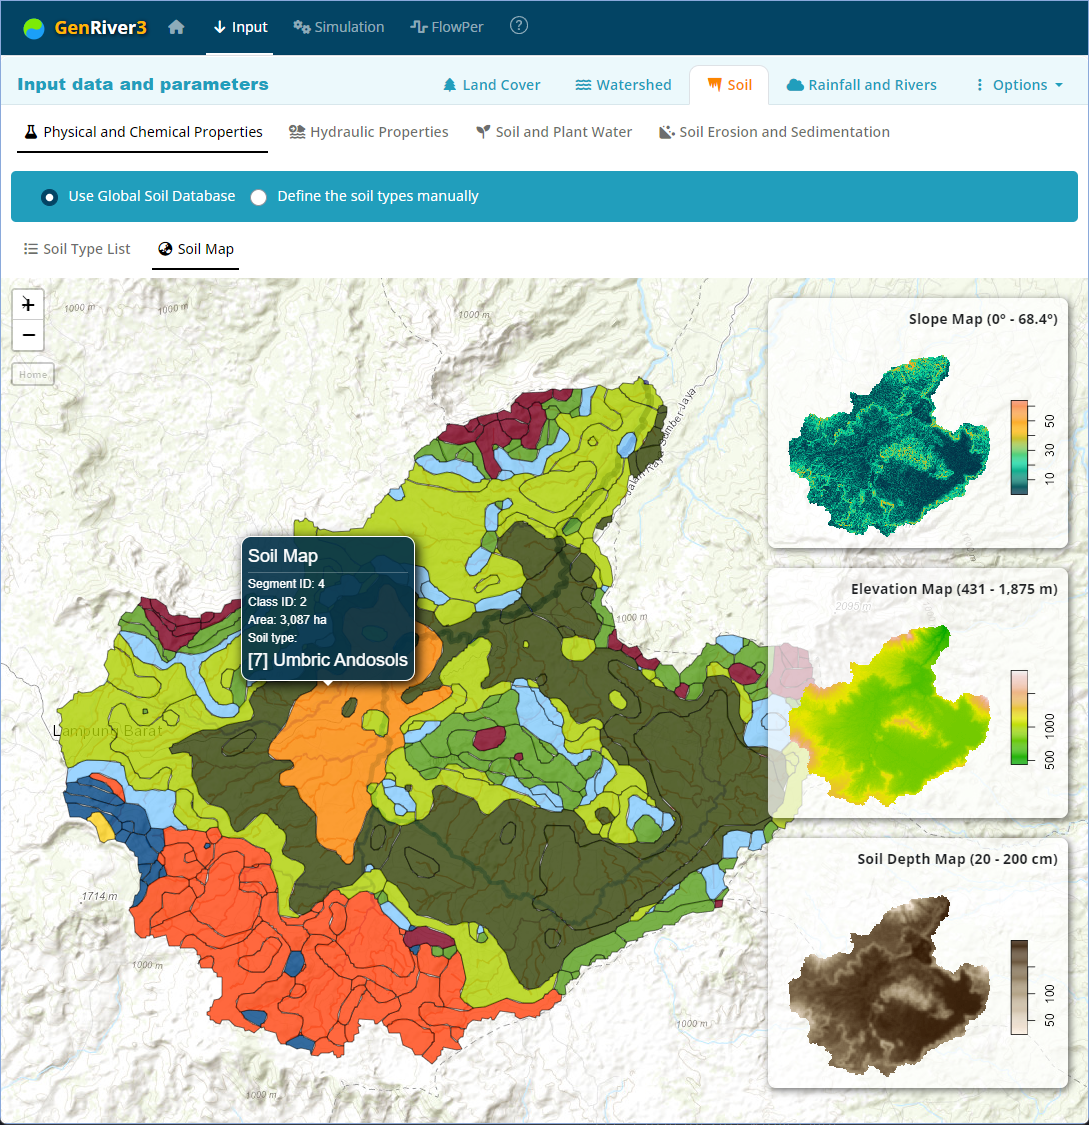 GenRiver3
Input
Simulation
FlowPer
?
Input data and parameters
Land Cover
Watershed
Soil
Rainfall and Rivers
Options
Physical and Chemical Properties
Hydraulic Properties
Soil and Plant Water
Soil Erosion and Sedimentation
Use Global Soil Database
Define the soil types manually
Soil Type List
Soil Map
+
−
Home
1000 m
1000 m
1000 m
Slope Map (0° - 68.4°)
50
30
10
Soil Map
Segment ID: 4
Class ID: 2
Area: 3,087 ha
Soil type:
[7] Umbric Andosols
1000 m
Elevation Map (431 - 1,875 m)
2095 m
1000
500
Lampung Barat
Soil Depth Map (20 - 200 cm)
100
50
1714 m
1000 m
1000 m
1000 m